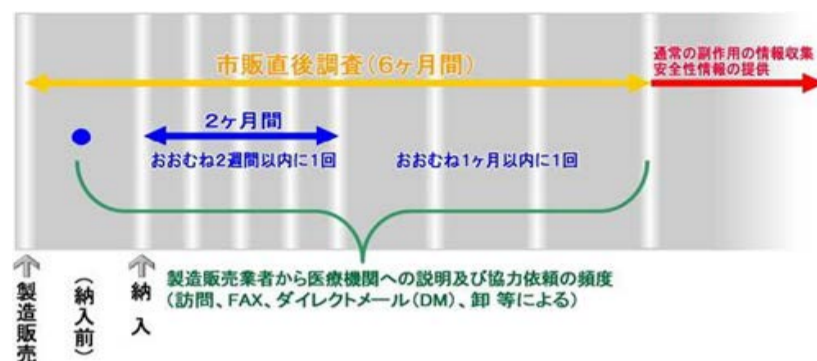 市販直後調査(6ヶ月間)
通常の副作用の情報収集
安全性情報の提供
2ヶ月間
おおむね2週間以内に1回
おおむね1ヶ月以内に1回
製造販売業者から医療機関への説明及び協力依頼の頻度
(訪問、FAX、ダイレクトメール(DM)、卸 等による)
製造販売
(納入前)
納入